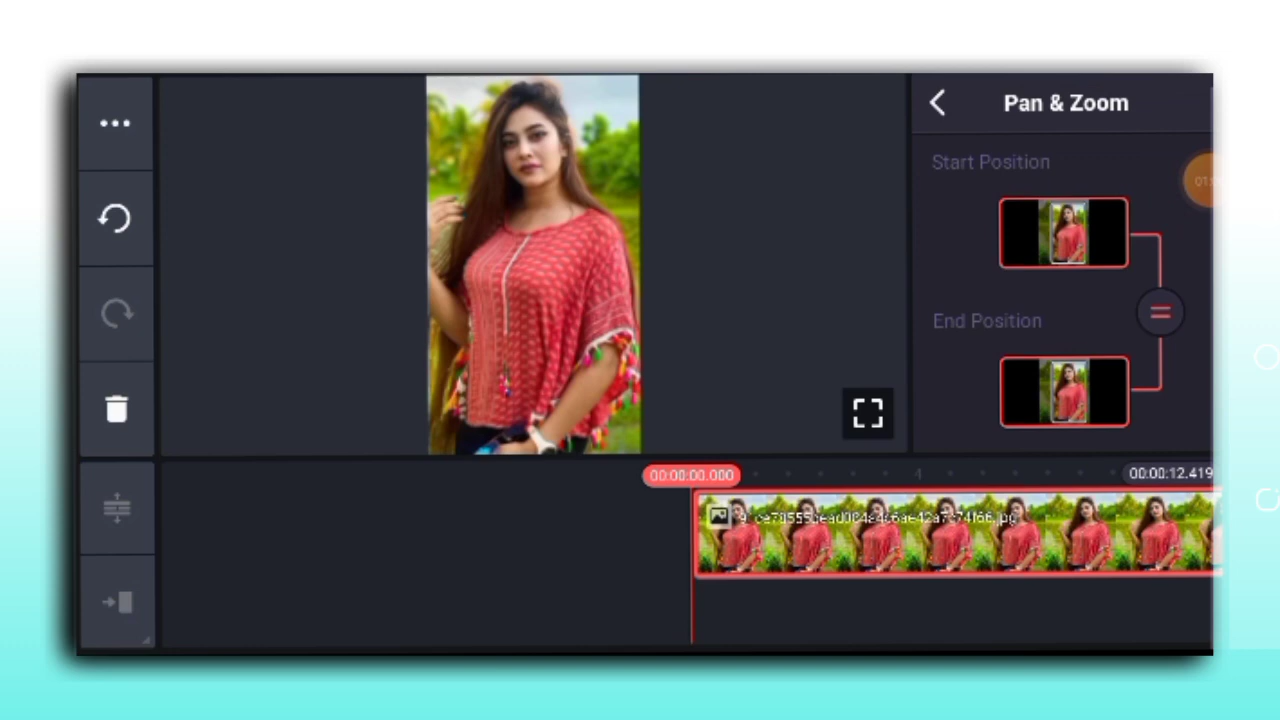 Pan & Zoom
Start Position
End Position
00:00:00.000
00:00:12.419